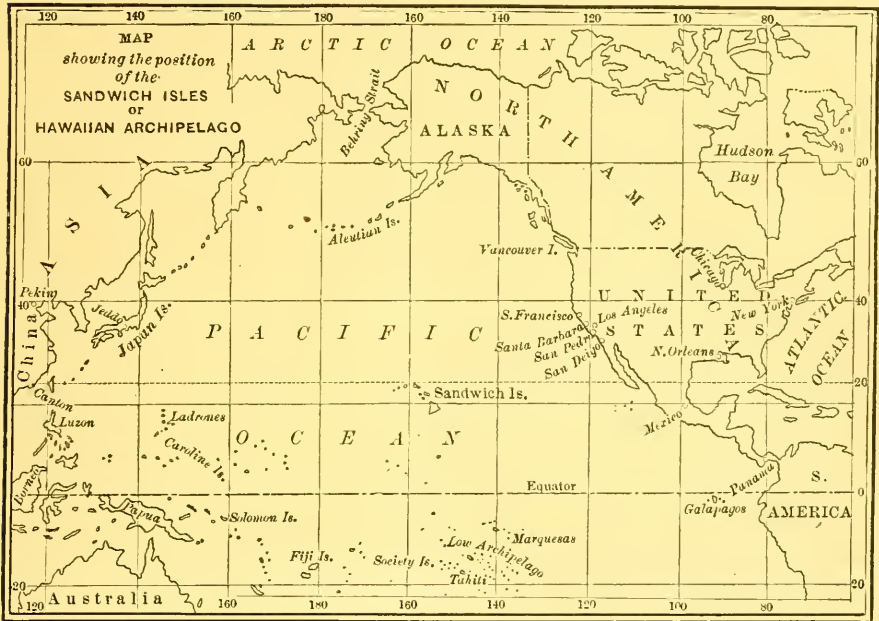 120 140 160 180 160 140 120 100 80
MAP
showing the position
of the
SANDWICH ISLES
or
HAWAIIAN ARCHIPELAGO
ARCTIC OCEAN
Behring Strait
NORTH AMERICA
ALASKA
Hudson
Bay
60
60
ASIA
Aleutian Is.
Vancouver I.
Chicago
Pekin
40
Jeddo
Japan Is.
UNITED
STATES
New York
S. Francisco
Los Angeles
Santa Barbara
San Pedro
San Deigo
N. Orleans
ATLANTIC
OCEAN
China
PACIFIC
OCEAN
20
Canton
Luzon
Ladrones
Caroline Is.
Sandwich Is.
Mexico
Borneo
Papua
Solomon Is.
Equator
0
Panama
Galapagos
S.
AMERICA
Marquesas
Low Archipelago
Fiji Is.
Society Is.
Tahiti
20
20
Australia
120 160 180 160 140 120 100 80